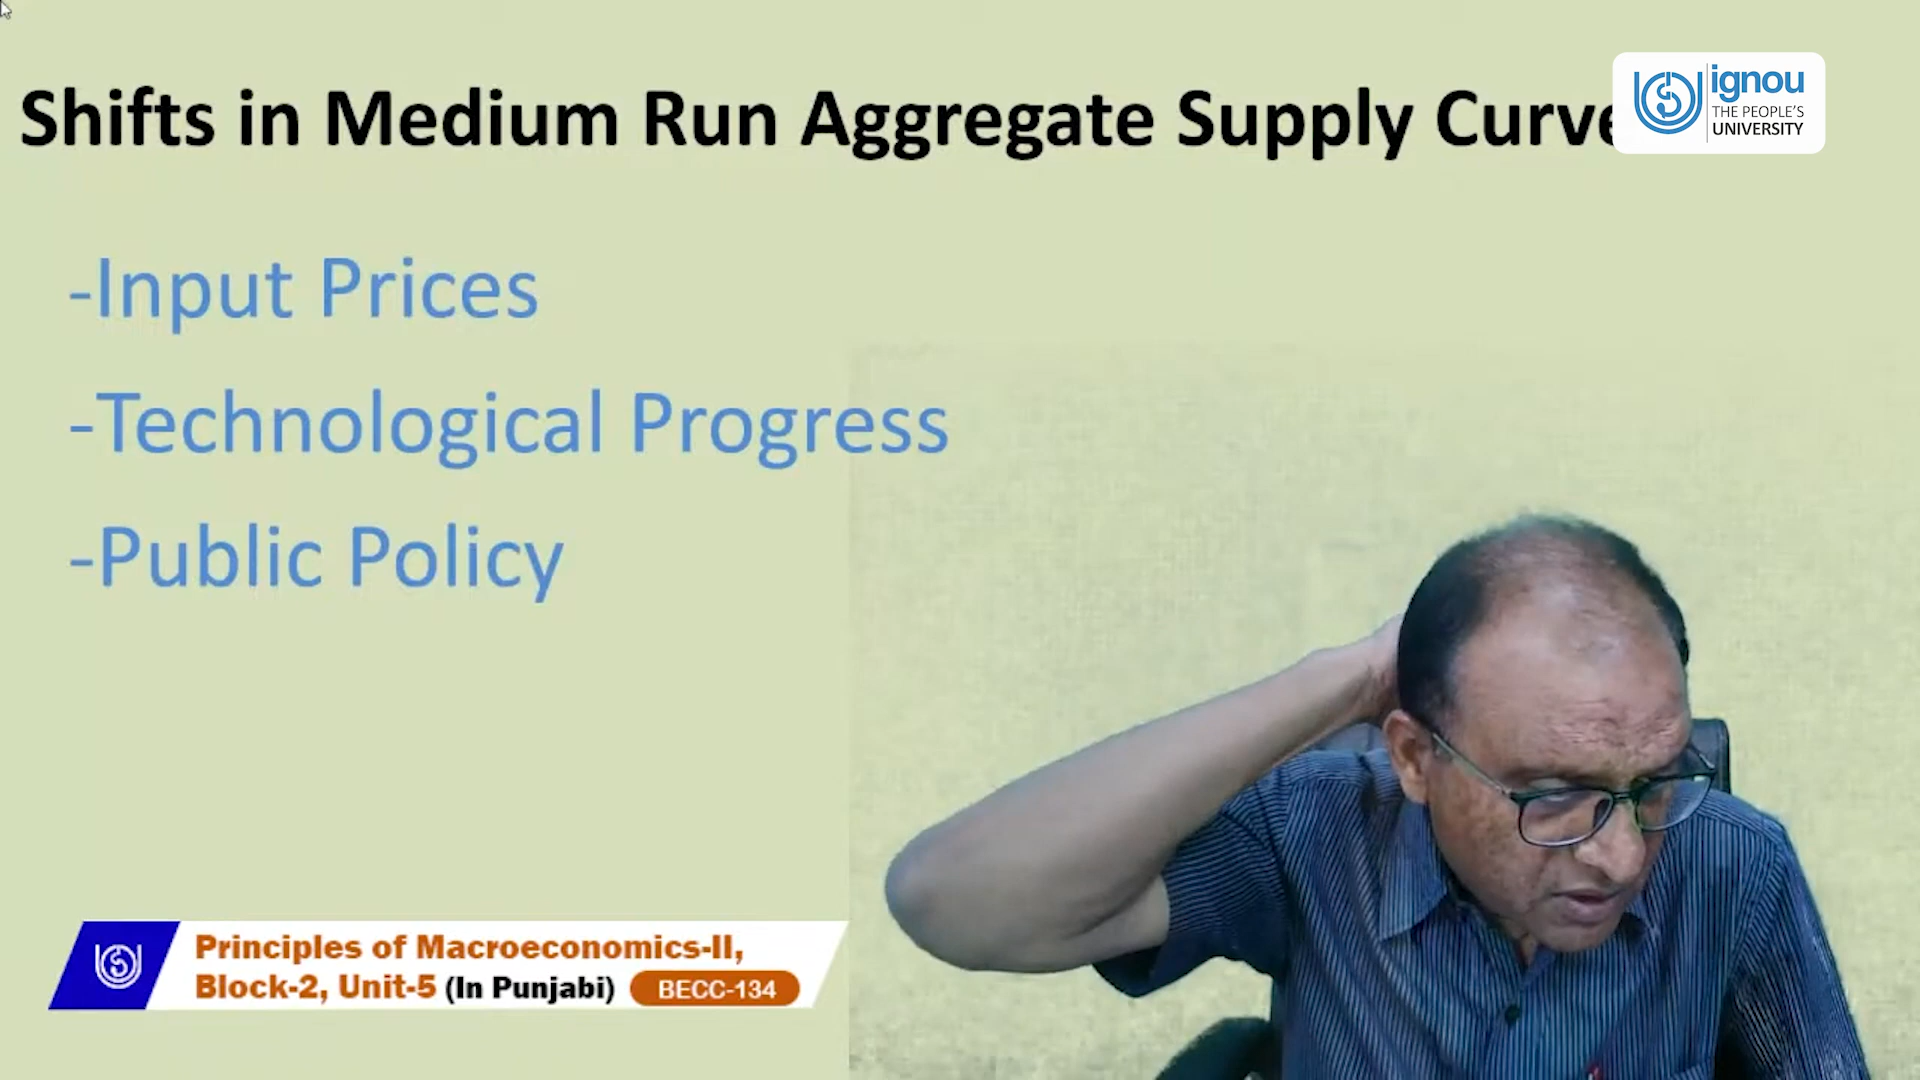 Shifts in Medium Run Aggregate Supply Curve
ignou
THE PEOPLE'S
UNIVERSITY
-Input Prices
-Technological Progress
-Public Policy
Principles of Macroeconomics-II,
Block-2, Unit-5 (In Punjabi) BECC-134